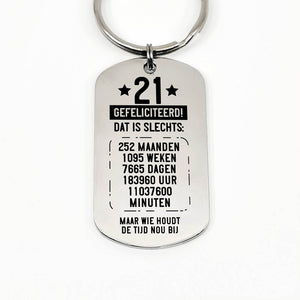 21
GEFELICITEERD!
DAT IS SLECHTS:
252 MAANDEN
1095 WEKEN
7665 DAGEN
183960 UUR
11037600
MINUTEN
MAAR WIE HOUDT
DE TIJD NOU BIJ